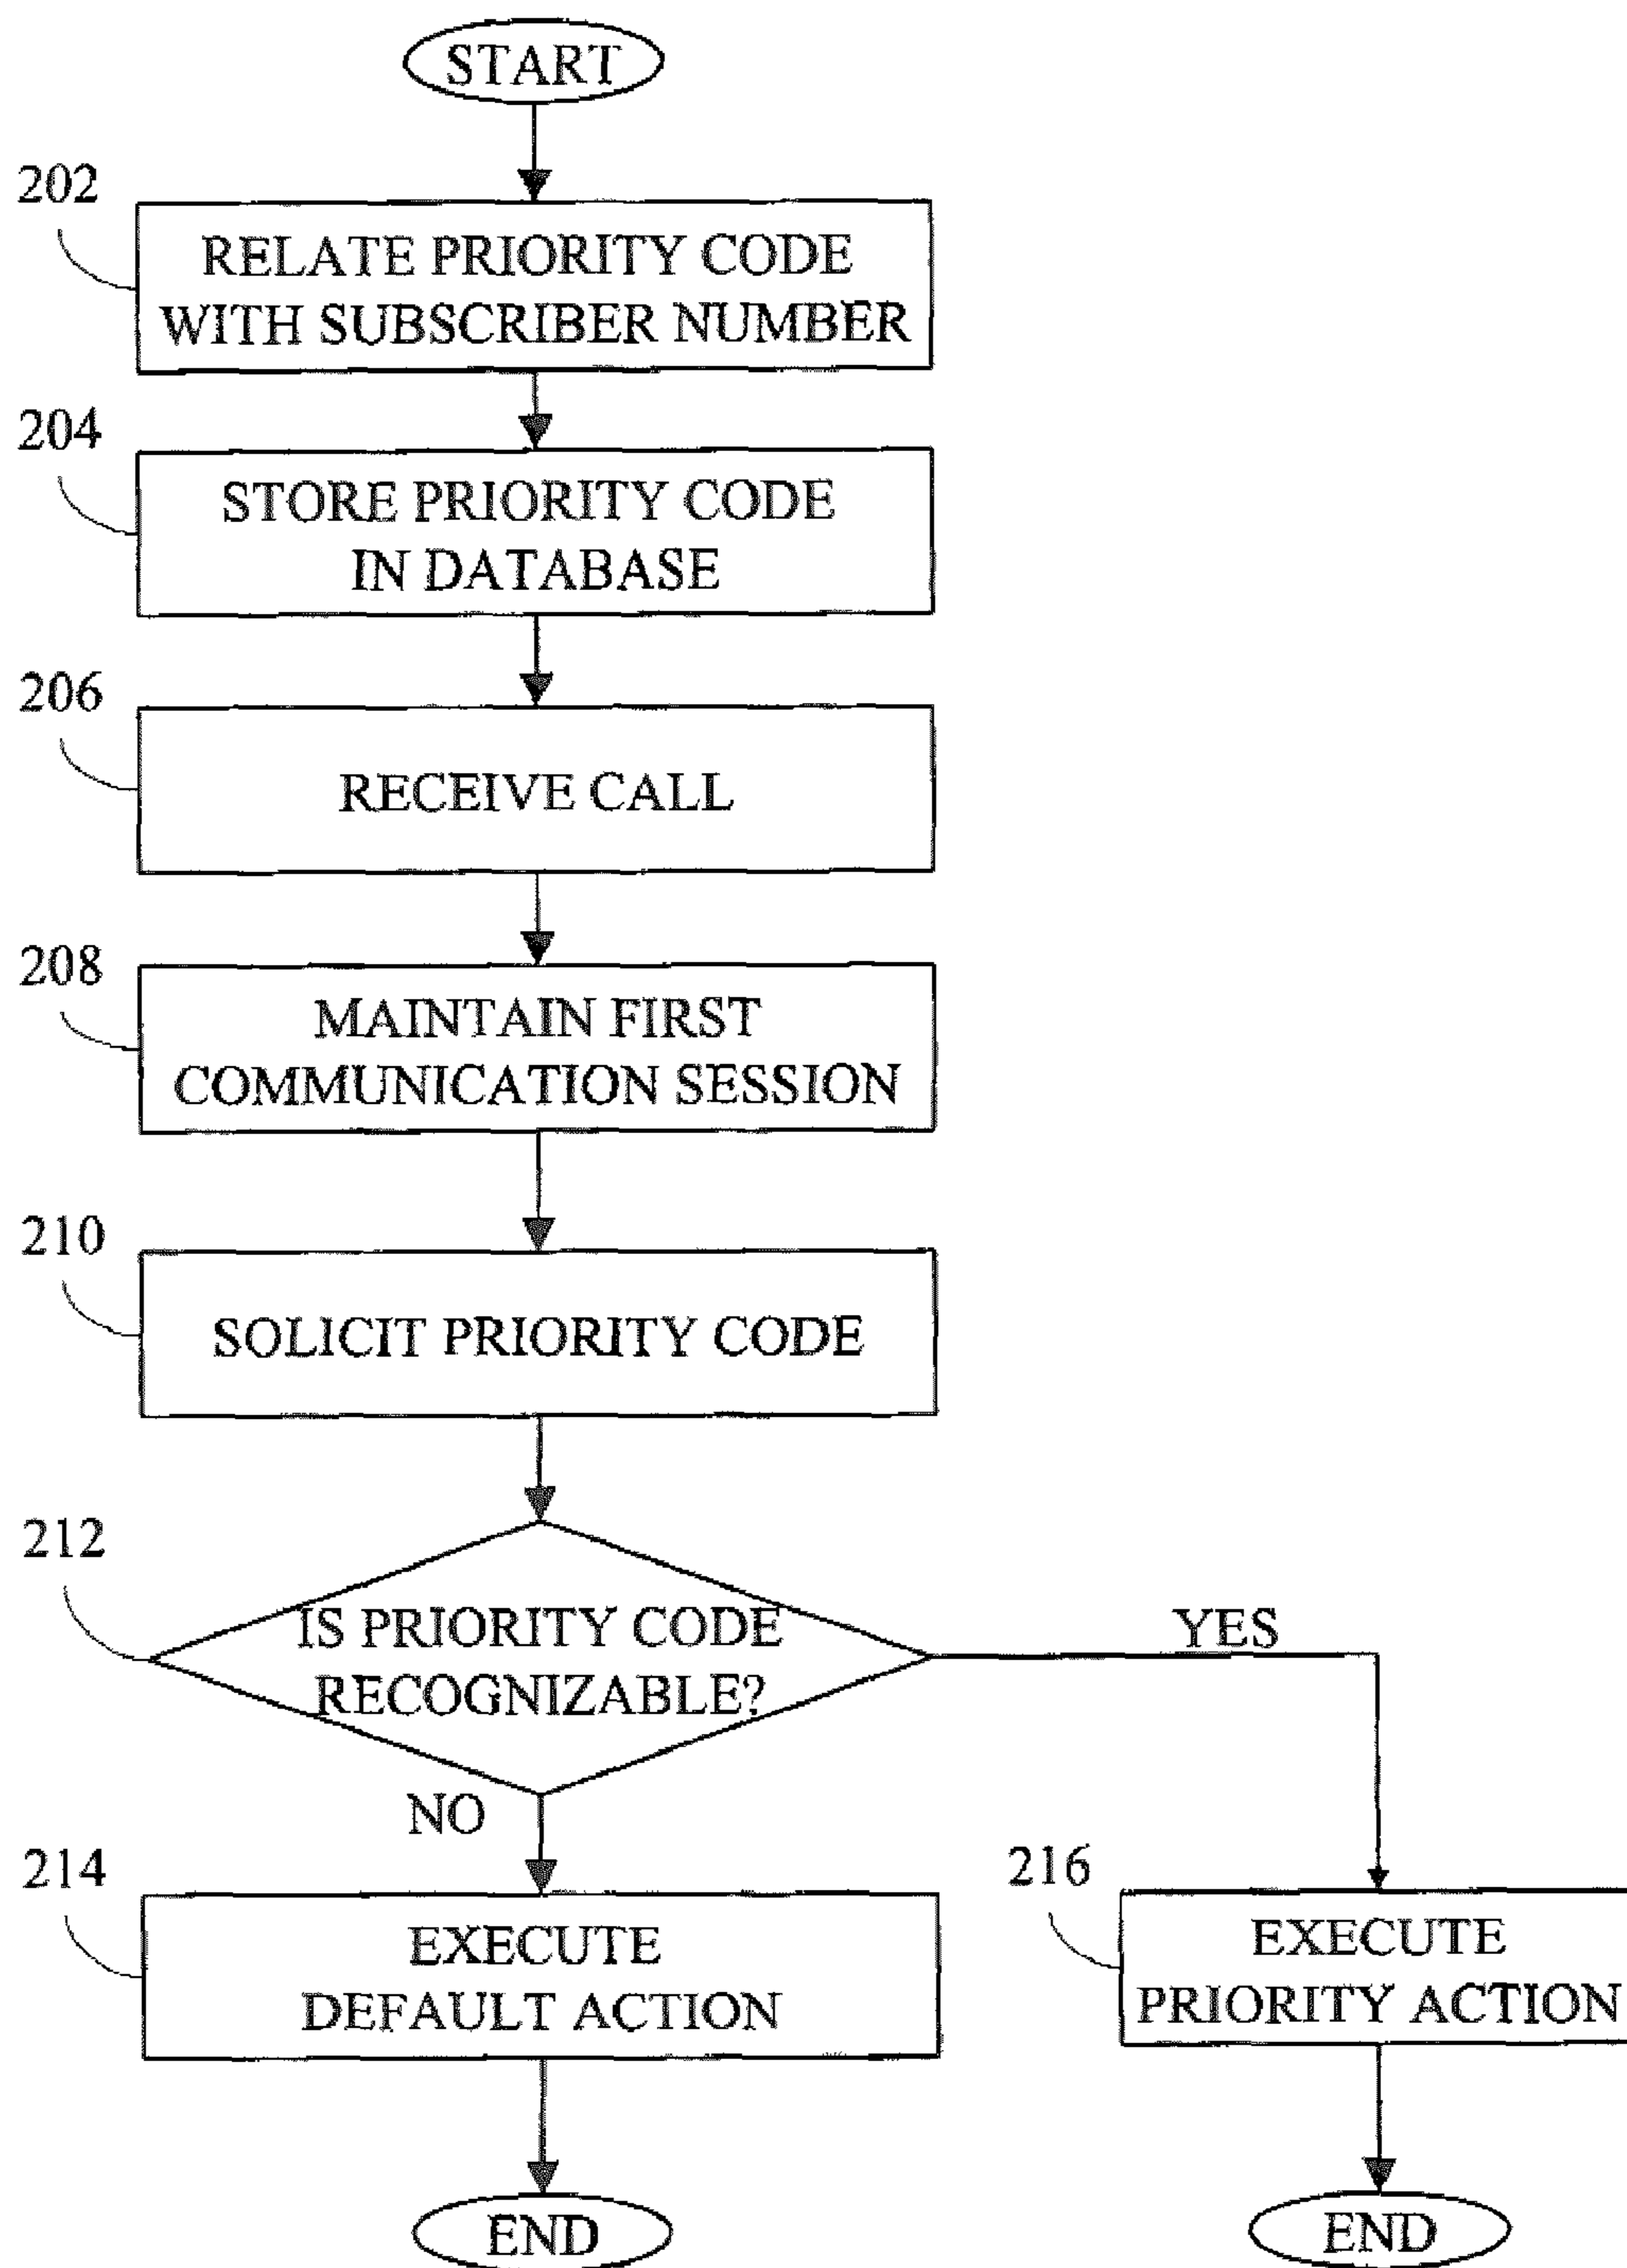 START
202
RELATE PRIORITY CODE
WITH SUBSCRIBER NUMBER
204
STORE PRIORITY CODE
IN DATABASE
206
RECEIVE CALL
208
MAINTAIN FIRST
COMMUNICATION SESSION
210
SOLICIT PRIORITY CODE
212
IS PRIORITY CODE
RECOGNIZABLE?
YES
NO
214
EXECUTE
DEFAULT ACTION
216
EXECUTE
PRIORITY ACTION
END
END